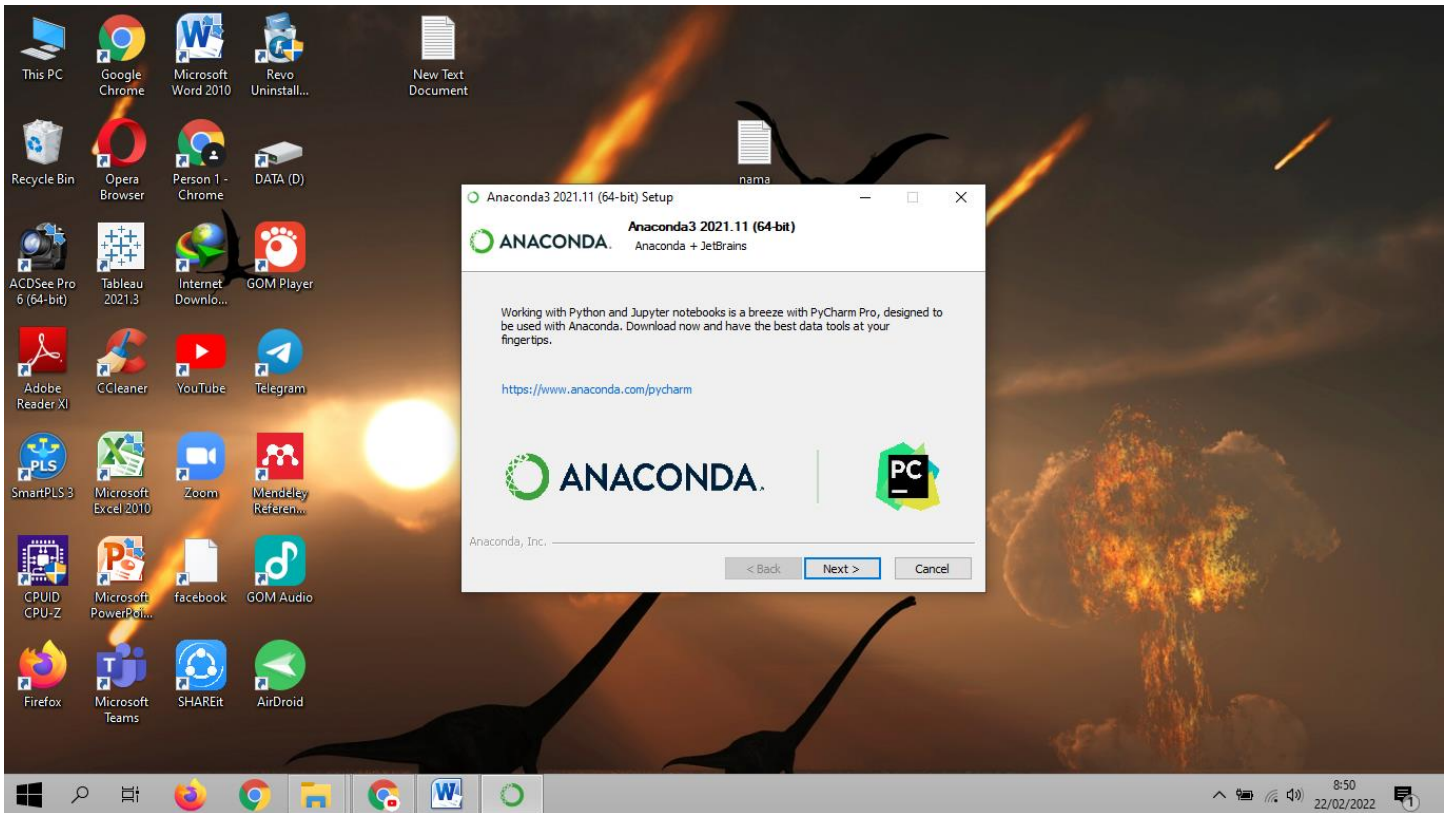 This PC
Google
Chrome
Microsoft
Word 2010
Revo
Uninstall...
New Text
Document
Recycle Bin
Opera
Browser
Person 1 -
Chrome
DATA (D)
nama
ACDSee Pro
6 (64-bit)
Tableau
2021.3
Internet
Downlo...
GOM Player
Adobe
Reader XI
CCleaner
YouTube
Telegram
PLS
SmartPLS 3
Microsoft
Excel 2010
Zoom
Mendeley
Referen...
CPUID
CPU-Z
Microsoft
PowerPoi...
facebook
GOM Audio
Firefox
Microsoft
Teams
SHAREit
AirDroid
Anaconda3 2021.11 (64-bit) Setup
ANACONDA.
Anaconda3 2021.11 (64-bit)
Anaconda + JetBrains
Working with Python and Jupyter notebooks is a breeze with PyCharm Pro, designed to
be used with Anaconda. Download now and have the best data tools at your
fingertips.
https://www.anaconda.com/pycharm
ANACONDA.
PC
Anaconda, Inc.
< Back
Next >
Cancel
8:50
22/02/2022
1